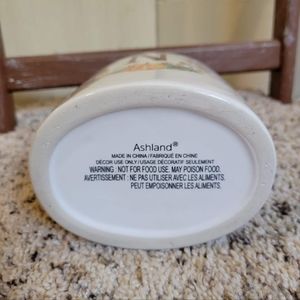 Ashland®
MADE IN CHINA / FABRIQUÉ EN CHINE
DÉCOR USE ONLY / USAGE DÉCORATIF SEULEMENT
WARNING : NOT FOR FOOD USE. MAY POISON FOOD.
AVERTISSEMENT : NE PAS UTILISER AVEC LES ALIMENTS.
PEUT EMPOISONNER LES ALIMENTS.